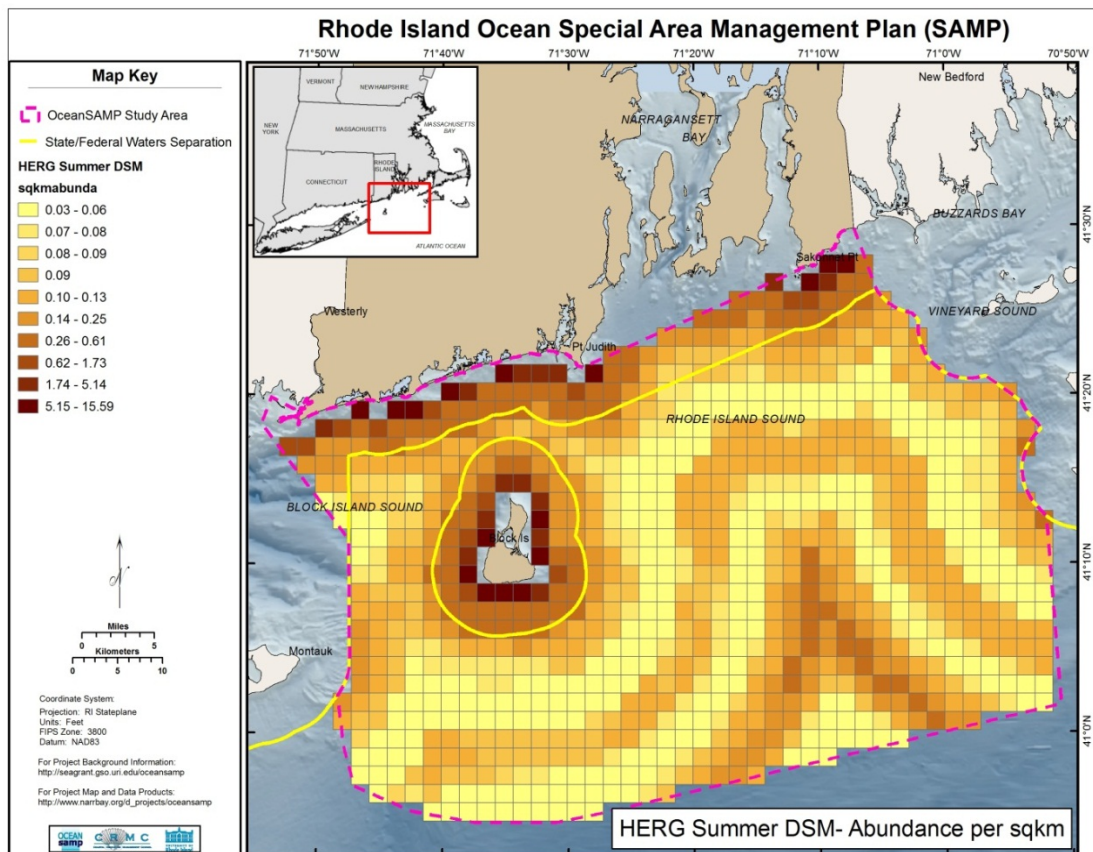 Rhode Island Ocean Special Area Management Plan (SAMP)
Map Key
OceanSAMP Study Area
State/Federal Waters Separation
HERG Summer DSM
sqkmabunda
0.03 - 0.06
0.07 - 0.08
0.08 - 0.09
0.09
0.10 - 0.13
0.14 - 0.25
0.26 - 0.61
0.62 - 1.73
1.74 - 5.14
5.15 - 15.59
N
Miles
0 5
Kilometers
0 5 10
Coordinate System:
Projection: RI Stateplane
Units: Feet
FIPS Zone: 3800
Datum: NAD83
For Project Background Information:
http://seagrant.gso.uri.edu/oceansamp
For Project Map and Data Products:
http://www.narrbay.org/d_projects/oceansamp
OCEAN
samp
CRMC
71°50'W
71°40'W
71°30'W
71°20'W
71°10'W
71°0'W
70°50'W
VERMONT
NEW HAMPSHIRE
NEW
YORK
MASSACHUSETTS
MASSACHUSETTS
BAY
CONNECTICUT
RHODE
ISLAND
ATLANTIC OCEAN
New Bedford
NARRAGANSETT
BAY
BUZZARDS BAY
41°30'N
Sakonnet Pt
VINEYARD SOUND
Westerly
Pt Judith
41°20'N
RHODE ISLAND SOUND
BLOCK ISLAND SOUND
Block Is
41°10'N
Montauk
41°0'N
HERG Summer DSM- Abundance per sqkm